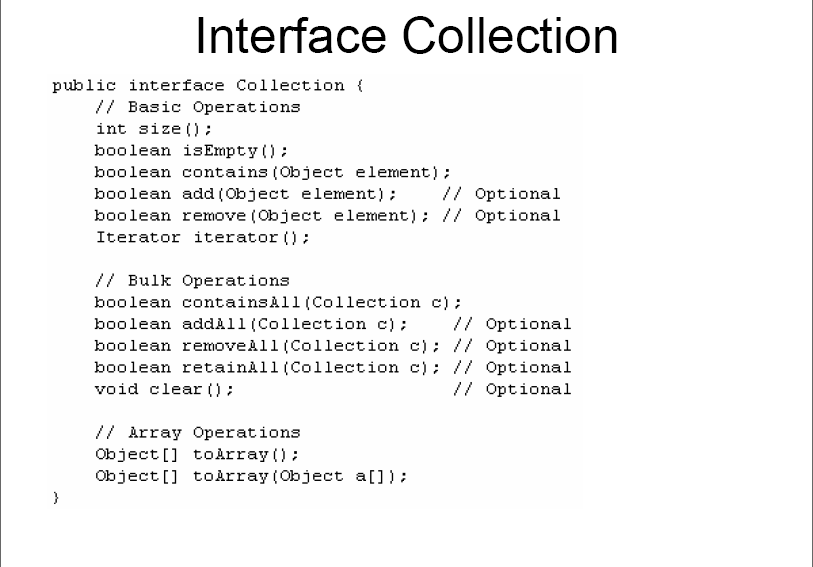 Interface Collection
public interface Collection {
    // Basic Operations
    int size();
    boolean isEmpty();
    boolean contains(Object element);
    boolean add(Object element);    // Optional
    boolean remove(Object element); // Optional
    Iterator iterator();

    // Bulk Operations
    boolean containsAll(Collection c);
    boolean addAll(Collection c);    // Optional
    boolean removeAll(Collection c); // Optional
    boolean retainAll(Collection c); // Optional
    void clear();                    // Optional

    // Array Operations
    Object[] toArray();
    Object[] toArray(Object a[]);
}